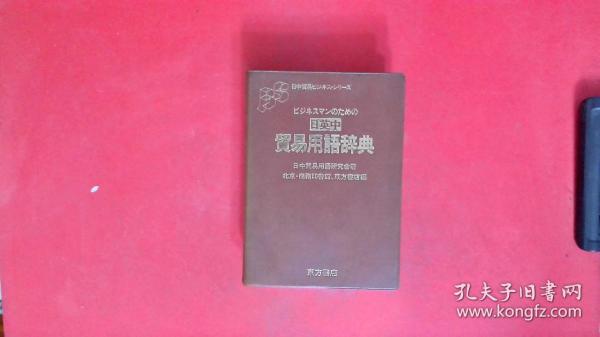 日中貿易ビジネスシリーズ
ビジネスマンのための
日英中
貿易用語辞典
日中貿易用語研究会著
北京・商務印書館、東方書店編
東方書店
孔夫子旧书网
www.kongfz.com